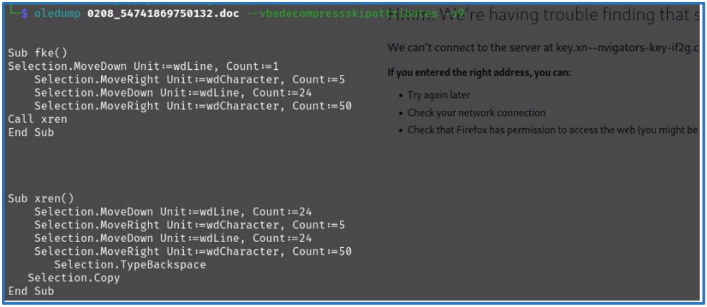 └─$ oledump 0208_54741869750132.doc --vbadecompressskipattributes
We're having trouble finding that s
Sub fke()
Selection.MoveDown Unit:=wdLine, Count:=1
Selection.MoveRight Unit:=wdCharacter, Count:=5
Selection.MoveDown Unit:=wdLine, Count:=24
Selection.MoveRight Unit:=wdCharacter, Count:=50
Call xren
End Sub
We can't connect to the server at key.xn--nvigators-key-if2g.c
If you entered the right address, you can:
• Try again later
• Check your network connection
• Check that Firefox has permission to access the web (you might be
Sub xren()
Selection.MoveDown Unit:=wdLine, Count:=24
Selection.MoveRight Unit:=wdCharacter, Count:=5
Selection.MoveDown Unit:=wdLine, Count:=24
Selection.MoveRight Unit:=wdCharacter, Count:=50
Selection.TypeBackspace
Selection.Copy
End Sub